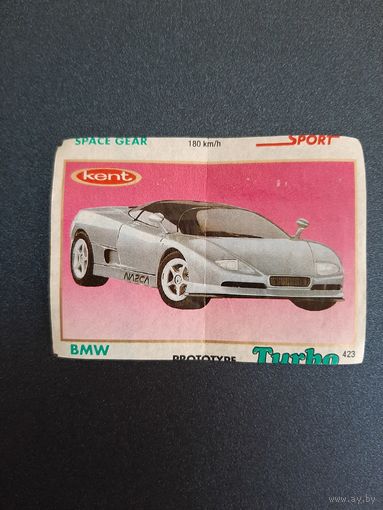 SPACE GEAR 180 km/h SPORT
kent
NAZCA
BMW PROTOTYPE Turbo 423
www.ay.by